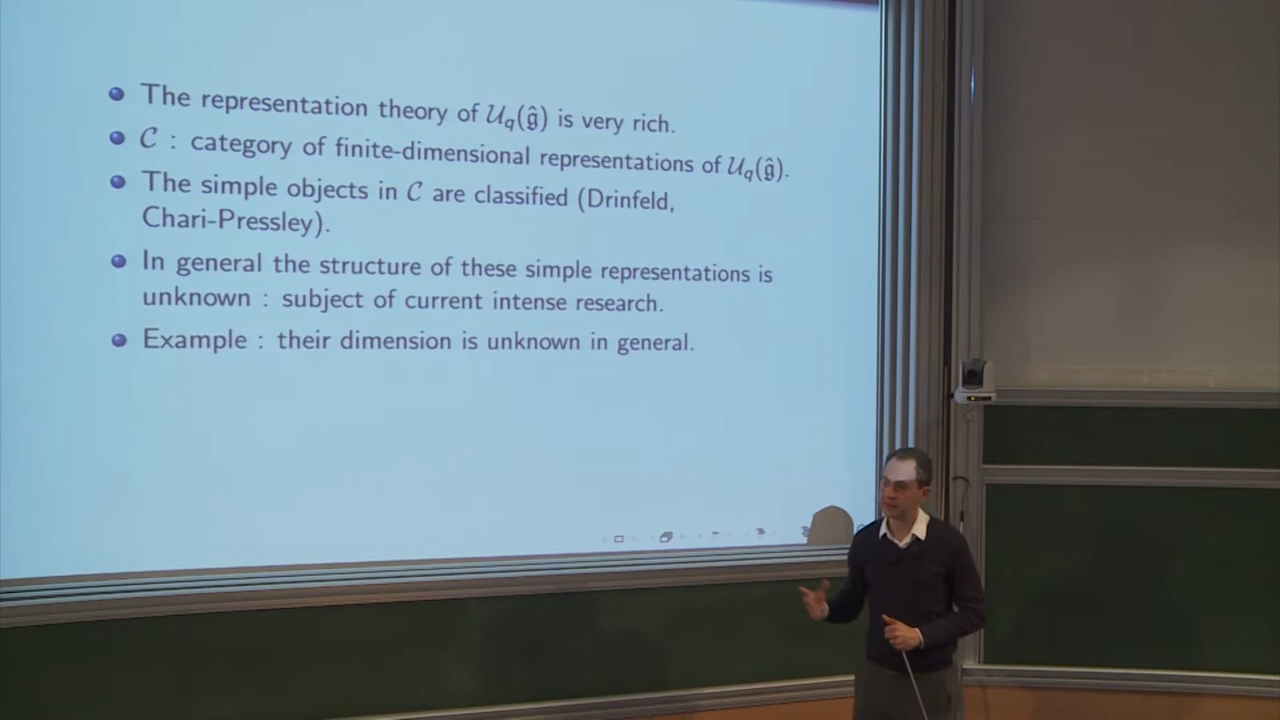 The representation theory of 𝒰_q(ĝ) is very rich.
𝒞 : category of finite-dimensional representations of 𝒰_q(ĝ).
The simple objects in 𝒞 are classified (Drinfeld,
Chari-Pressley).
In general the structure of these simple representations is
unknown : subject of current intense research.
Example : their dimension is unknown in general.